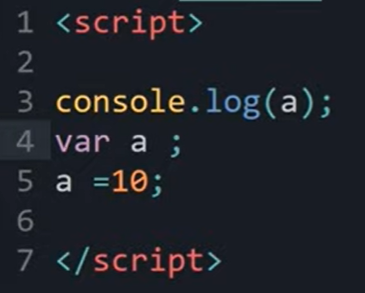 1 <script>
2
3 console.log(a);
4 var a ;
5 a =10;
6
7 </script>